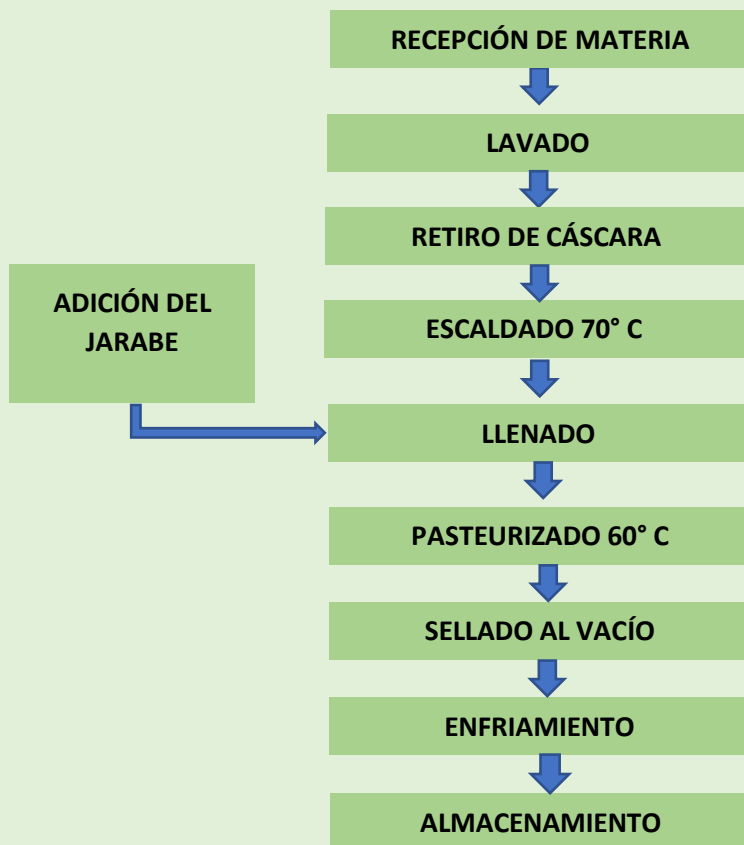 RECEPCIÓN DE MATERIA
LAVADO
RETIRO DE CÁSCARA
ADICIÓN DEL
JARABE
ESCALDADO 70° C
LLENADO
PASTEURIZADO 60° C
SELLADO AL VACÍO
ENFRIAMIENTO
ALMACENAMIENTO